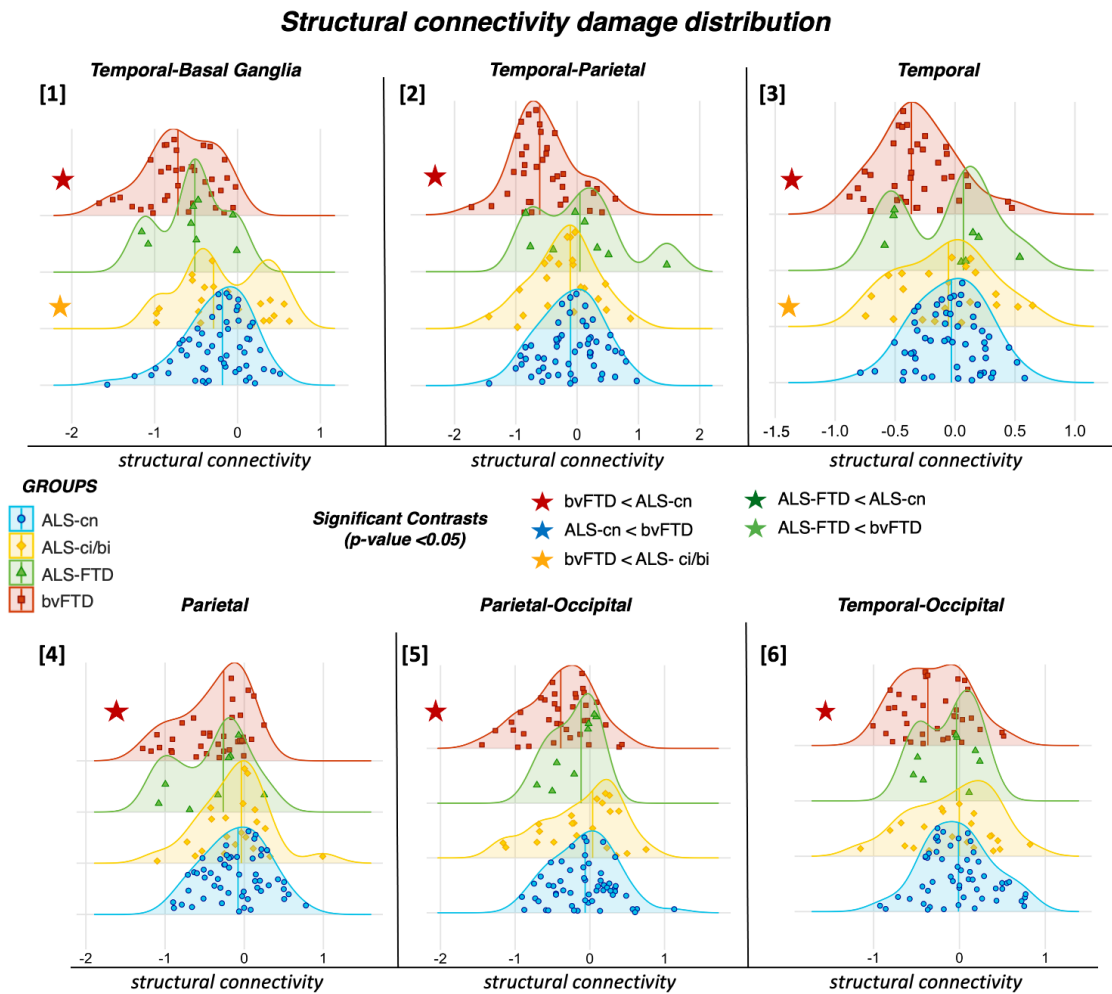 Structural connectivity damage distribution
Temporal-Basal Ganglia
Temporal-Parietal
Temporal
[1]
[2]
[3]
-2 -1 0 1
-2 -1 0 1 2
-1.5 -1.0 -0.5 0.0 0.5 1.0
structural connectivity
structural connectivity
structural connectivity
GROUPS
ALS-cn
ALS-ci/bi
ALS-FTD
bvFTD
Significant Contrasts
(p-value <0.05)
bvFTD < ALS-cn
ALS-cn < bvFTD
bvFTD < ALS- ci/bi
ALS-FTD < ALS-cn
ALS-FTD < bvFTD
Parietal
Parietal-Occipital
Temporal-Occipital
[4]
[5]
[6]
-2 -1 0 1
-2 -1 0 1
-1 0 1
structural connectivity
structural connectivity
structural connectivity